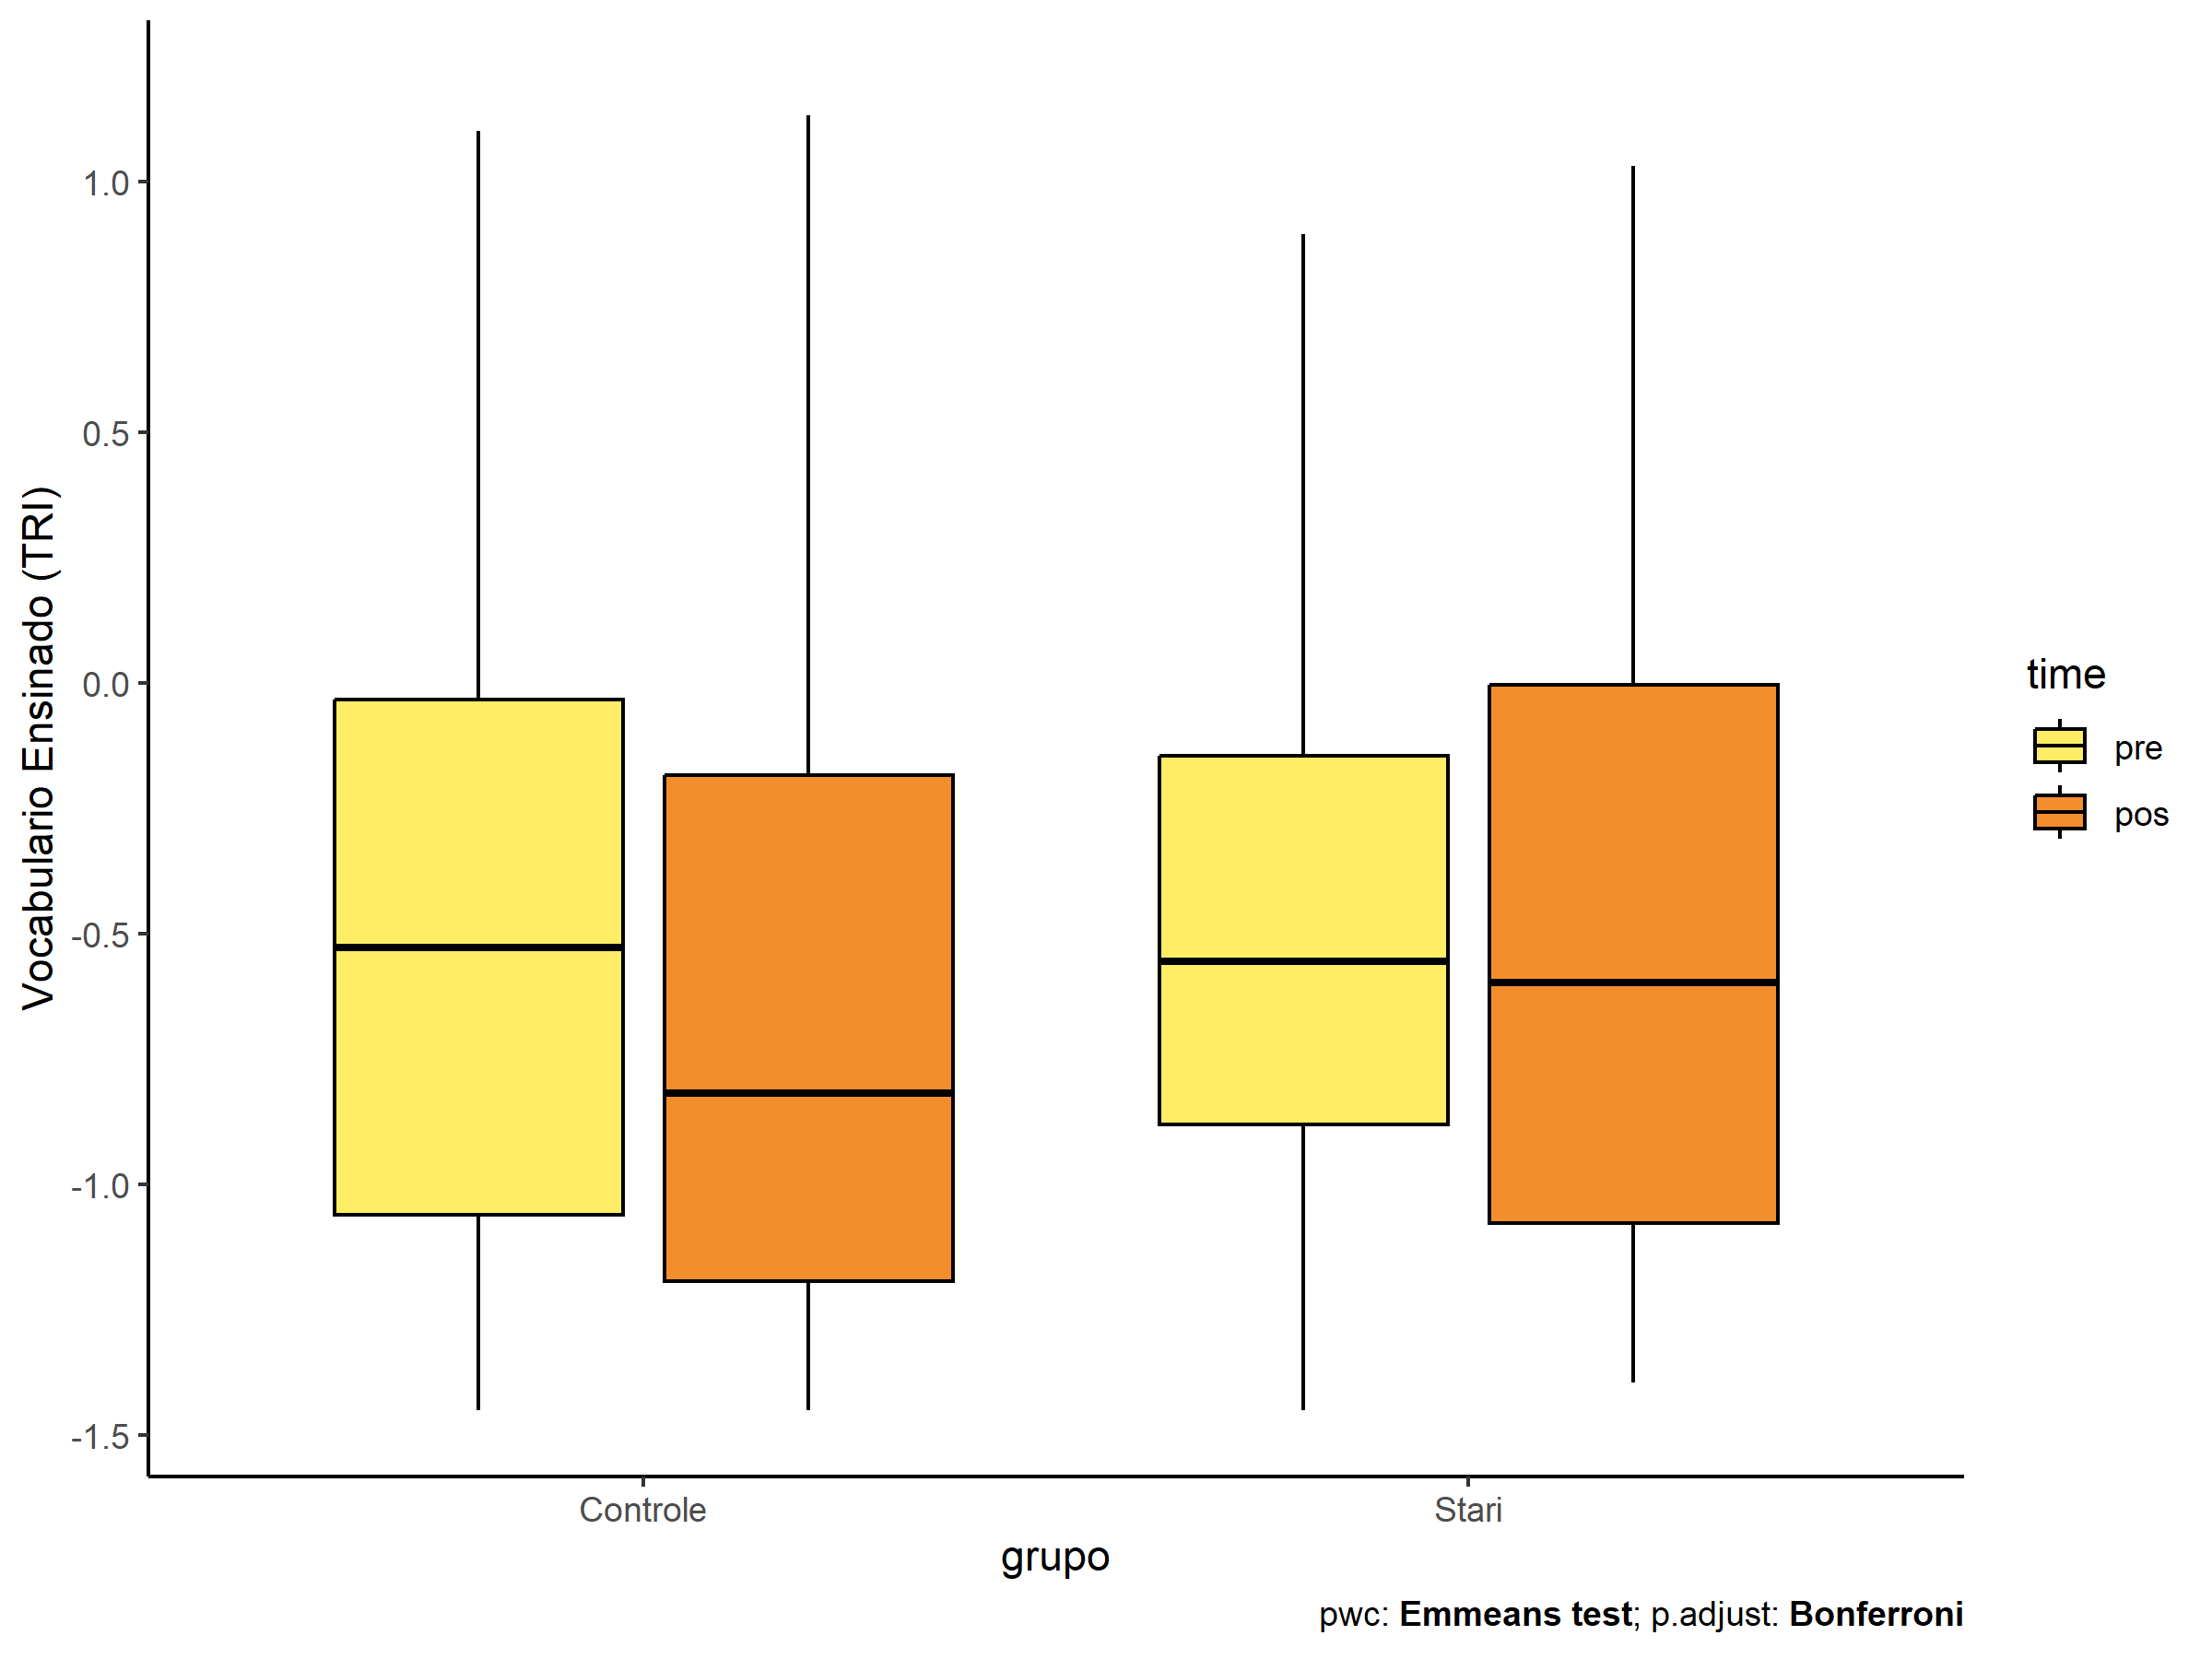 Vocabulario Ensinado (TRI)
1.0
0.5
0.0
-0.5
-1.0
-1.5
Controle
Stari
grupo
time
pre
pos
pwc: Emmeans test; p.adjust: Bonferroni